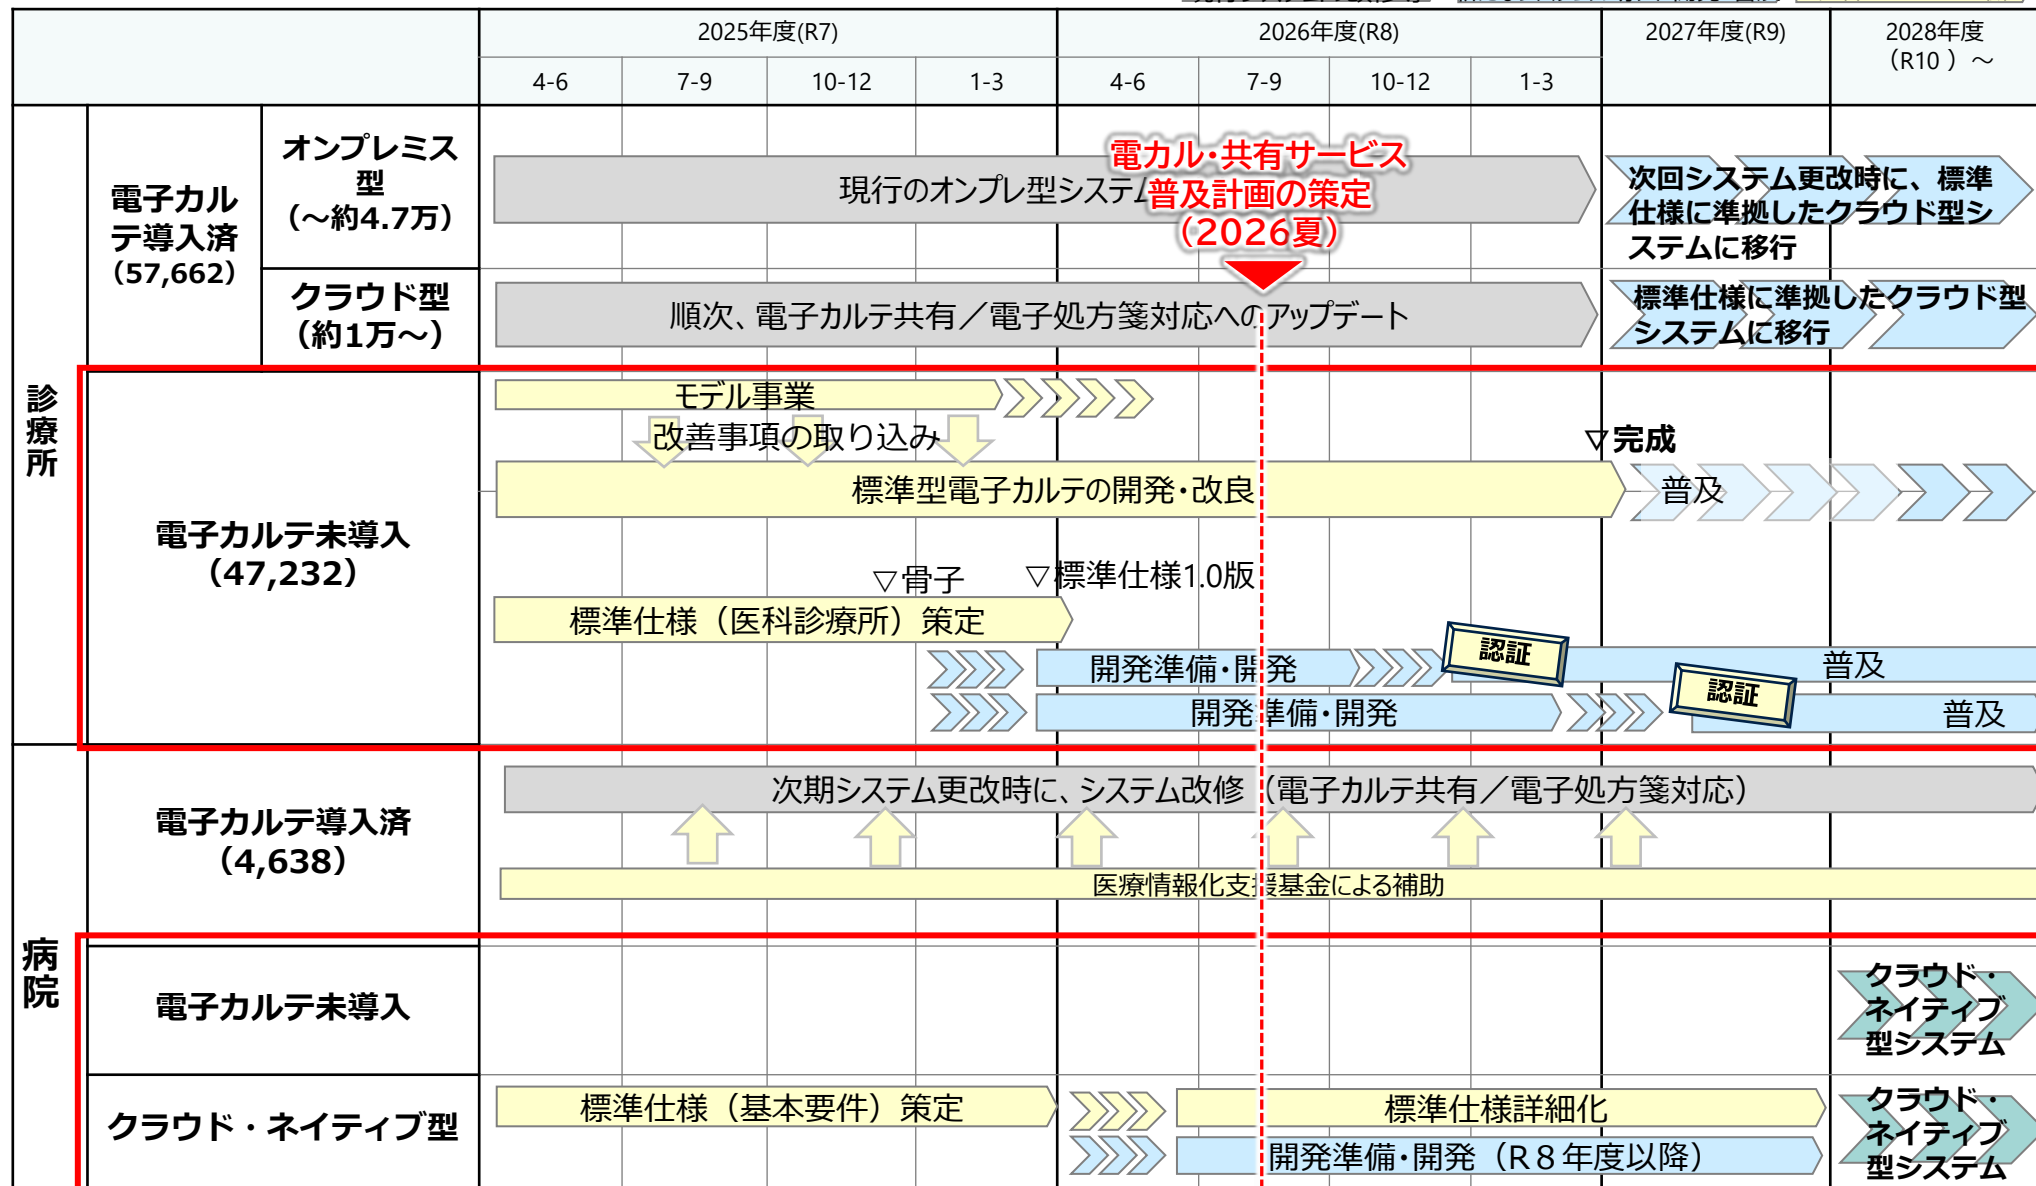 2025年度(R7)
2026年度(R8)
2027年度(R9)
2028年度
（R10 ）～
4-6
7-9
10-12
1-3
4-6
7-9
10-12
1-3
診療所
電子カル
テ導入済
（57,662）
オンプレミス
型
（～約4.7万）
現行のオンプレ型システム
電カル・共有サービス
普及計画の策定
（2026夏）
次回システム更改時に、標準
仕様に準拠したクラウド型シ
ステムに移行
クラウド型
（約1万～）
順次、電子カルテ共有／電子処方箋対応へのアップデート
標準仕様に準拠したクラウド型
システムに移行
電子カルテ未導入
（47,232）
モデル事業
改善事項の取り込み
▽完成
標準型電子カルテの開発・改良
普及
▽骨子
▽標準仕様1.0版
標準仕様（医科診療所）策定
開発準備・開発
認証
普及
開発準備・開発
認証
普及
病院
電子カルテ導入済
（4,638）
次期システム更改時に、システム改修（電子カルテ共有／電子処方箋対応）
医療情報化支援基金による補助
電子カルテ未導入
クラウド・
ネイティブ
型システム
クラウド・ネイティブ型
標準仕様（基本要件）策定
標準仕様詳細化
開発準備・開発（R８年度以降）
クラウド・
ネイティブ
型システム